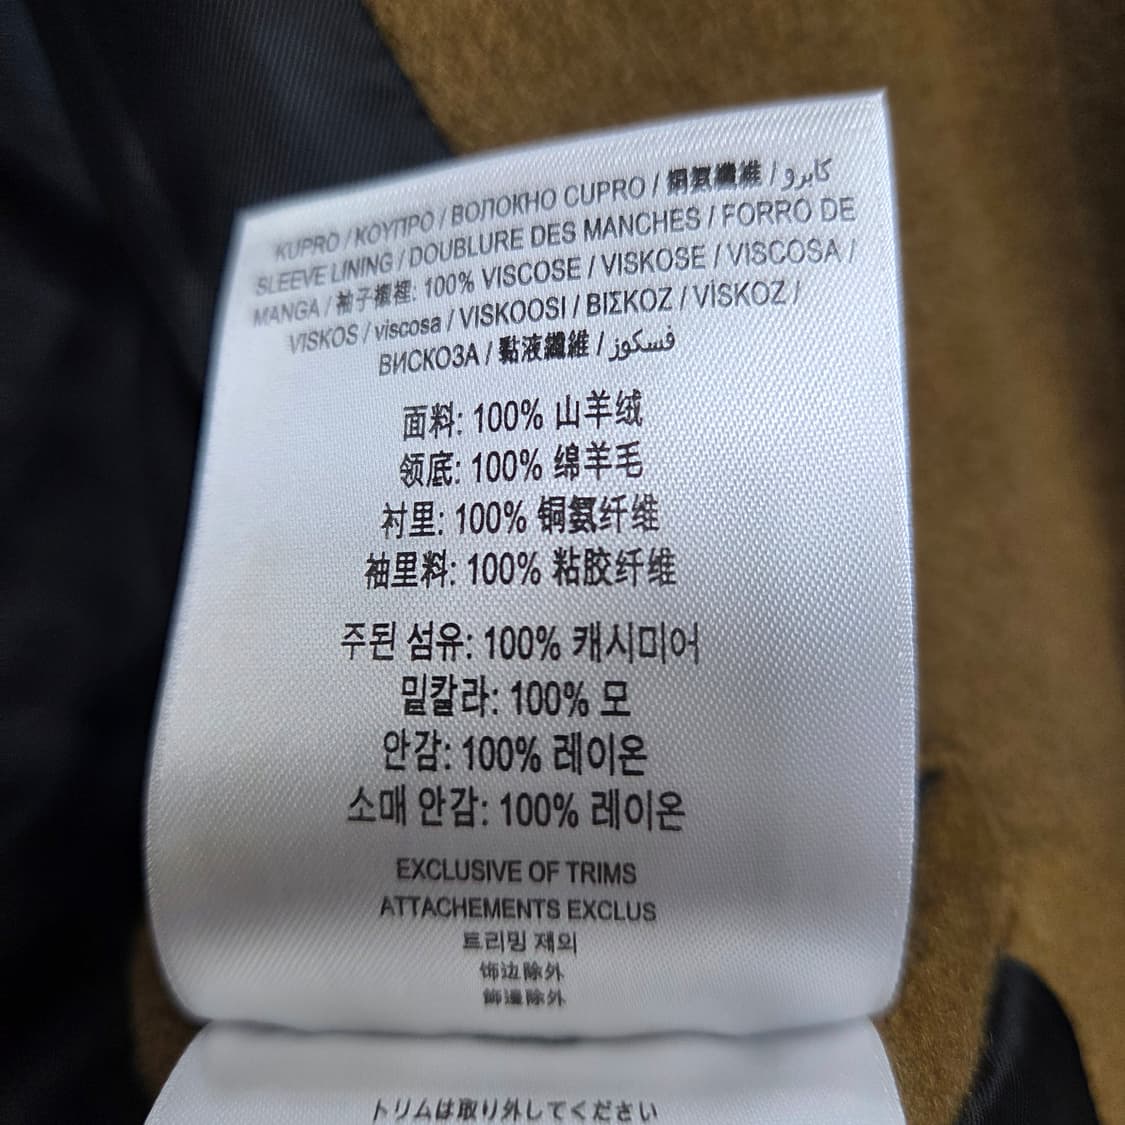 KUPRO / ΚΟΥΠΡΟ / ВОЛОКНО CUPRO / 銅氨纖維 / كابرو
SLEEVE LINING / DOUBLURE DES MANCHES / FORRO DE
MANGA / 袖子襯裡: 100% VISCOSE / VISKOSE / VISCOSA /
VISKOS / viscosa / VISKOOSI / ΒΙΣΚΟΖ / VİSKOZ /
ВИСКОЗА / 黏液纖維 / فسكوز
面料: 100% 山羊绒
领底: 100% 绵羊毛
衬里: 100% 铜氨纤维
袖里料: 100% 粘胶纤维
주된 섬유: 100% 캐시미어
밑칼라: 100% 모
안감: 100% 레이온
소매 안감: 100% 레이온
EXCLUSIVE OF TRIMS
ATTACHEMENTS EXCLUS
트리밍 제외
饰边除外
飾邊除外
トリムは取り外してください